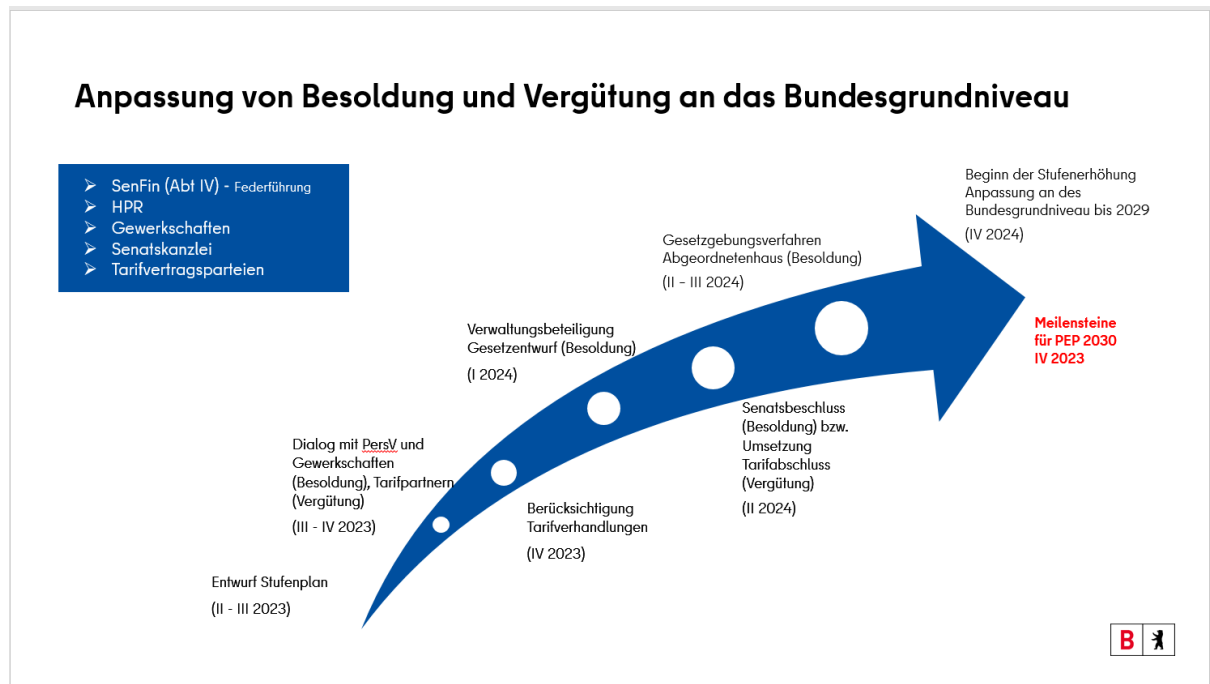 Anpassung von Besoldung und Vergütung an das Bundesgrundniveau
➢ SenFin (Abt IV) - Federführung
➢ HPR
➢ Gewerkschaften
➢ Senatskanzlei
➢ Tarifvertragsparteien
Entwurf Stufenplan
(II - III 2023)
Dialog mit PersV und
Gewerkschaften
(Besoldung), Tarifpartnern
(Vergütung)
(III - IV 2023)
Berücksichtigung
Tarifverhandlungen
(IV 2023)
Verwaltungsbeteiligung
Gesetzentwurf (Besoldung)
(I 2024)
Senatsbeschluss
(Besoldung) bzw.
Umsetzung
Tarifabschluss
(Vergütung)
(II 2024)
Gesetzgebungsverfahren
Abgeordnetenhaus (Besoldung)
(II – III 2024)
Beginn der Stufenerhöhung
Anpassung an des
Bundesgrundniveau bis 2029
(IV 2024)
Meilensteine
für PEP 2030
IV 2023
B